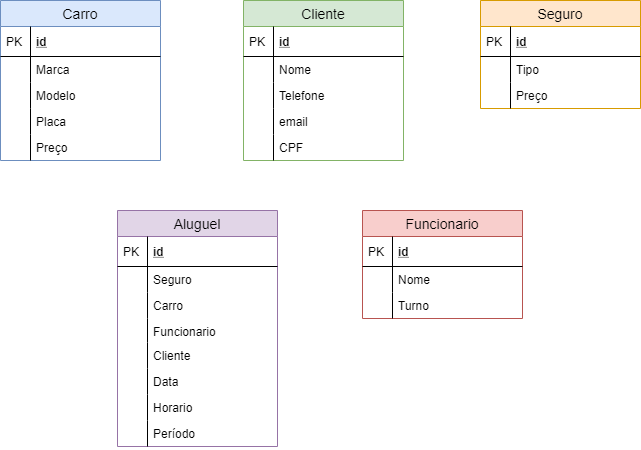 Carro
PK id
Marca
Modelo
Placa
Preço
Cliente
PK id
Nome
Telefone
email
CPF
Seguro
PK id
Tipo
Preço
Aluguel
PK id
Seguro
Carro
Funcionario
Cliente
Data
Horario
Período
Funcionario
PK id
Nome
Turno